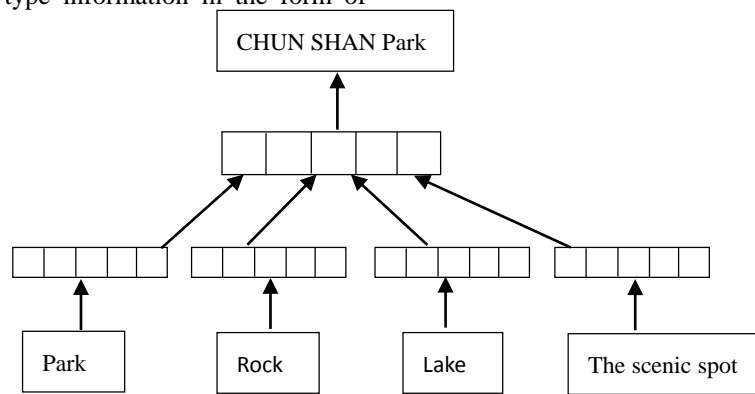 type information in the form of
CHUN SHAN Park
Park
Rock
Lake
The scenic spot